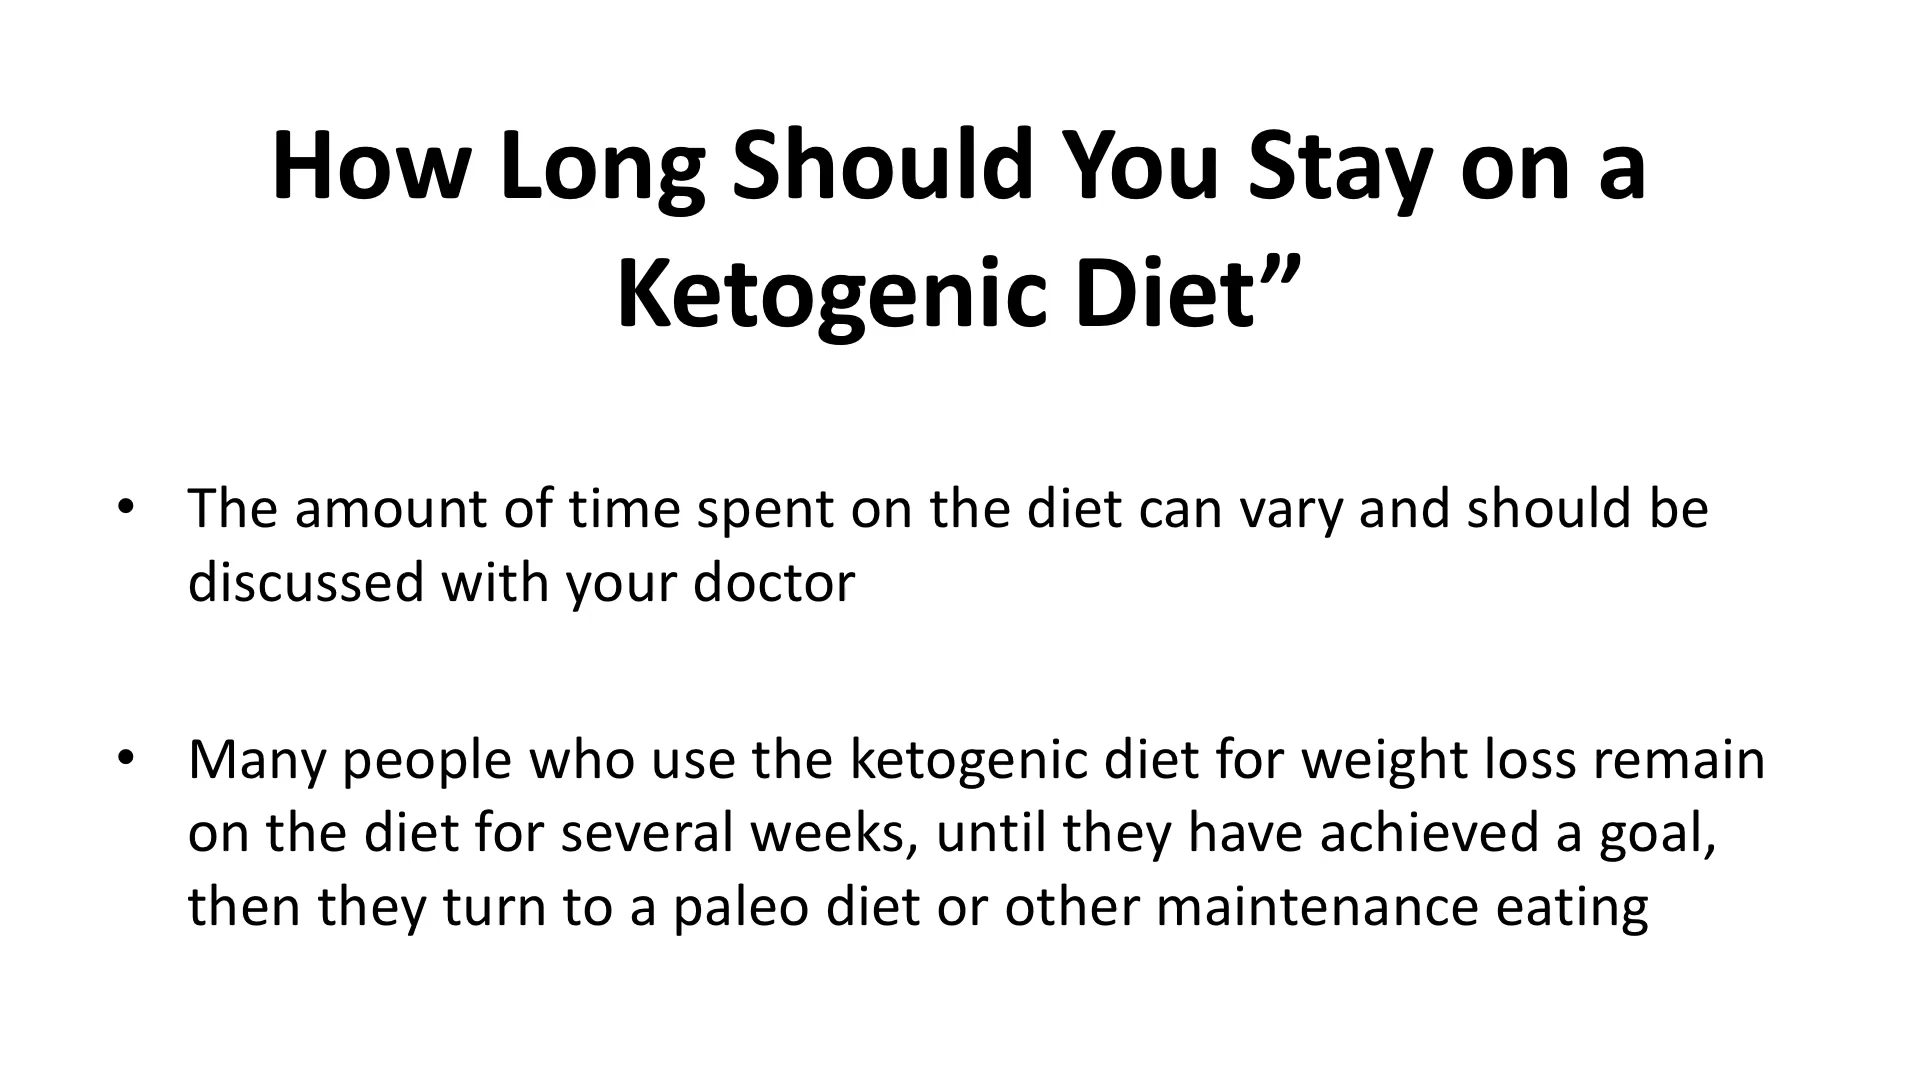 How Long Should You Stay on a
Ketogenic Diet”
• The amount of time spent on the diet can vary and should be
discussed with your doctor
• Many people who use the ketogenic diet for weight loss remain
on the diet for several weeks, until they have achieved a goal,
then they turn to a paleo diet or other maintenance eating